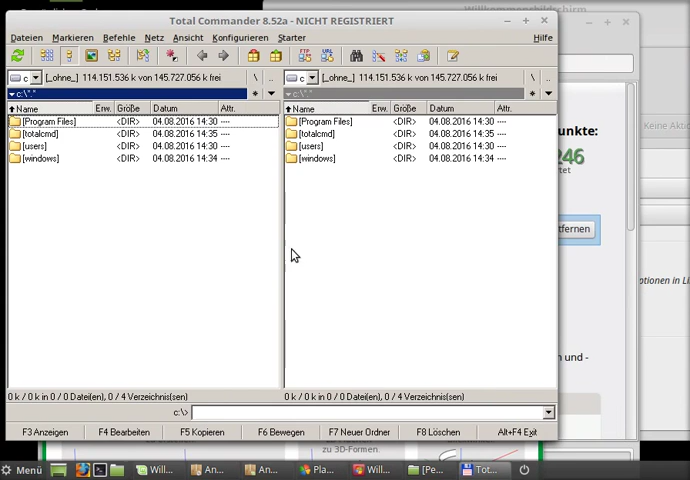 Total Commander 8.52a - NICHT REGISTRIERT
Dateien Markieren Befehle Netz Ansicht Konfigurieren Starter Hilfe
FTP URL
c [_ohne_] 114.151.536 k von 145.727.056 k frei \ ..
c [_ohne_] 114.151.536 k von 145.727.056 k frei \ ..
c:\*.* *
c:\*.* *
Name Erw. Größe Datum Attr.
[Program Files] <DIR> 04.08.2016 14:30 ----
[totalcmd] <DIR> 04.08.2016 14:35 ----
[users] <DIR> 04.08.2016 14:30 ----
[windows] <DIR> 04.08.2016 14:34 ----
Name Erw. Größe Datum Attr.
[Program Files] <DIR> 04.08.2016 14:30 ----
[totalcmd] <DIR> 04.08.2016 14:35 ----
[users] <DIR> 04.08.2016 14:30 ----
[windows] <DIR> 04.08.2016 14:34 ----
0 k / 0 k in 0 / 0 Datei(en), 0 / 4 Verzeichnis(sen)
0 k / 0 k in 0 / 0 Datei(en), 0 / 4 Verzeichnis(sen)
c:\>
F3 Anzeigen F4 Bearbeiten F5 Kopieren F6 Bewegen F7 Neuer Ordner F8 Löschen Alt+F4 Exit
unkte:
246
tet
Keine Aktio
tfernen
ptionen in Li
n und -
zu 3D-Formen.
Menü Will... An... An... Pla... Will... [Pe... Tot...